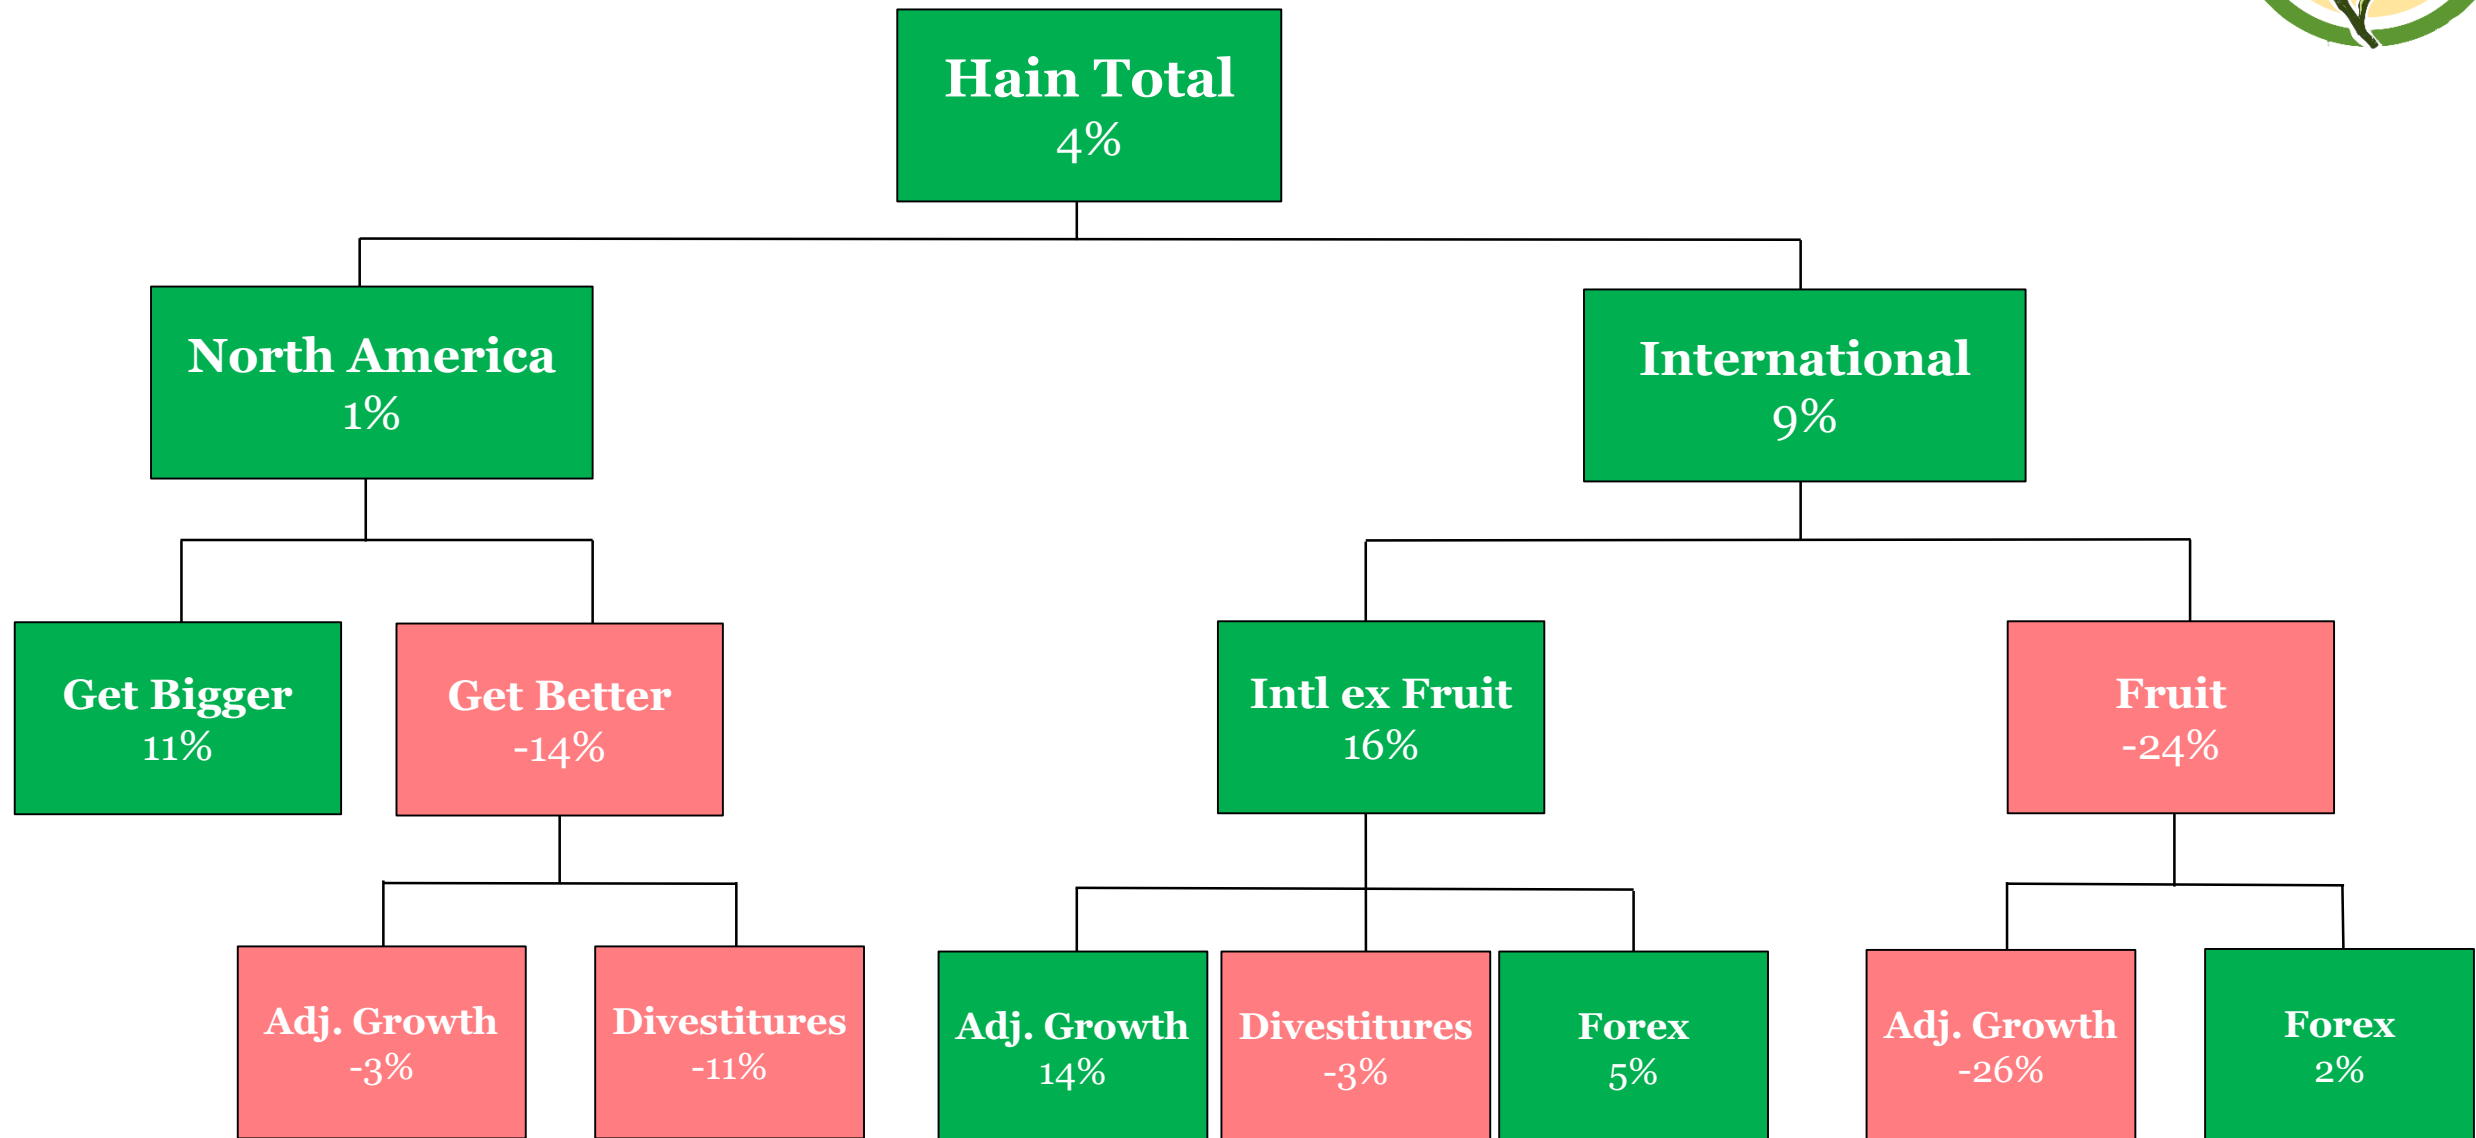 Hain Total
4%
North America
1%
International
9%
Get Bigger
11%
Get Better
-14%
Intl ex Fruit
16%
Fruit
-24%
Adj. Growth
-3%
Divestitures
-11%
Adj. Growth
14%
Divestitures
-3%
Forex
5%
Adj. Growth
-26%
Forex
2%